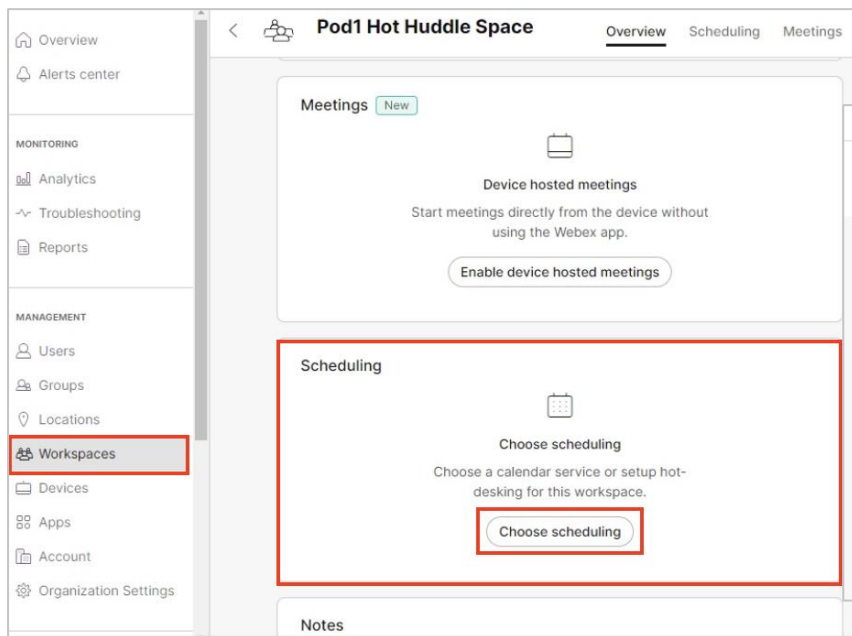 Overview
Alerts center
MONITORING
Analytics
Troubleshooting
Reports
MANAGEMENT
Users
Groups
Locations
Workspaces
Devices
Apps
Account
Organization Settings
Pod1 Hot Huddle Space
Overview Scheduling Meetings
Meetings New
Device hosted meetings
Start meetings directly from the device without
using the Webex app.
Enable device hosted meetings
Scheduling
Choose scheduling
Choose a calendar service or setup hot-
desking for this workspace.
Choose scheduling
Notes